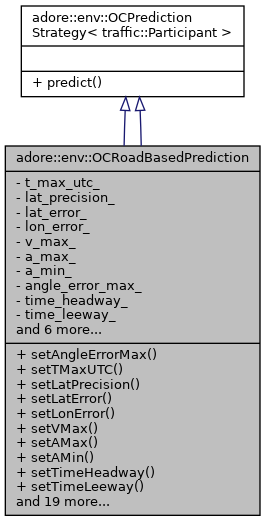 adore::env::OCPrediction
Strategy< traffic::Participant >
+ predict()
adore::env::OCRoadBasedPrediction
- t_max_utc_
- lat_precision_
- lat_error_
- lon_error_
- v_max_
- a_max_
- a_min_
- angle_error_max_
- time_headway_
- time_leeway_
and 6 more...
+ setAngleErrorMax()
+ setTMaxUTC()
+ setLatPrecision()
+ setLatError()
+ setLonError()
+ setVMax()
+ setAMax()
+ setAMin()
+ setTimeHeadway()
+ setTimeLeeway()
and 19 more...